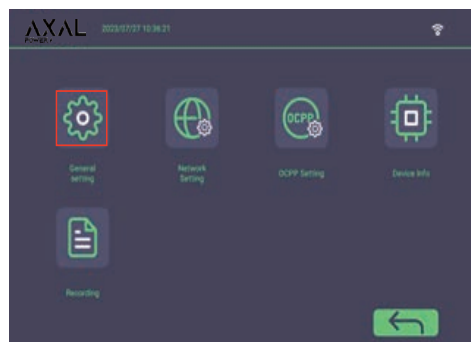 AXAL
POWER+
2023/07/27 10:36:21
General
setting
Network
Setting
OCPP
OCPP Setting
Device Info
Recording